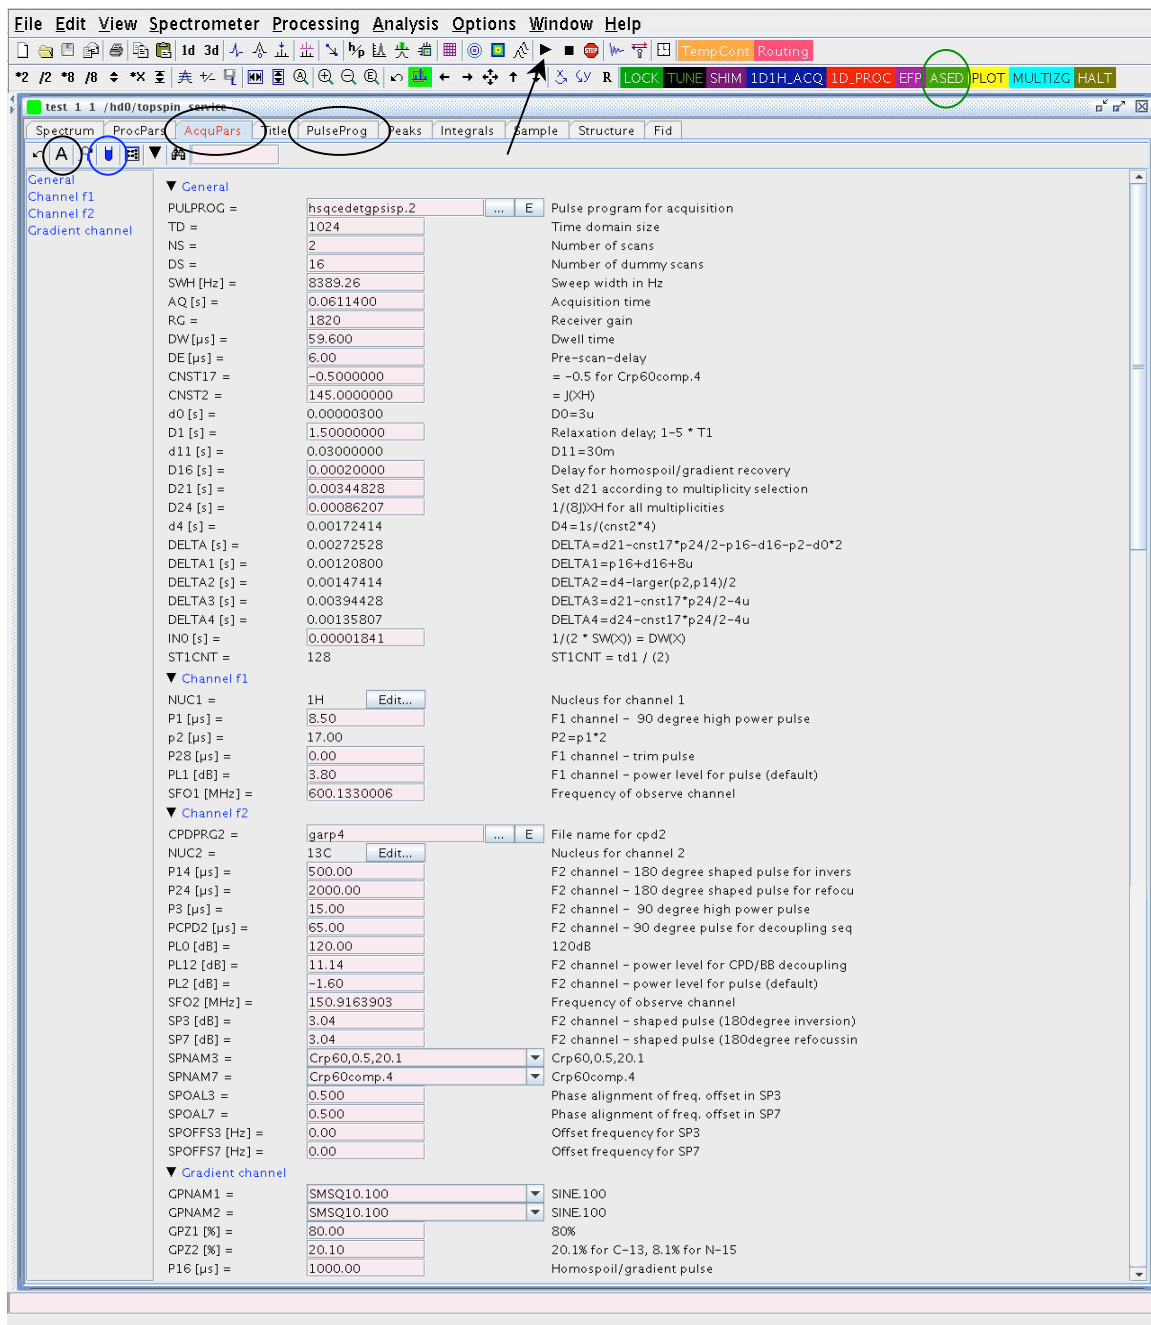 File Edit View Spectrometer Processing Analysis Options Window Help
1d 3d TempCont Routing
*2 /2 *8 /8 *X R LOCK TUNE SHIM 1D1H_ACQ 1D_PROC EFP ASED PLOT MULTIZG HALT
test 1 1 /hd0/topspin service
Spectrum ProcPars AcquPars Title PulseProg Peaks Integrals Sample Structure Fid
A
General
Channel f1
Channel f2
Gradient channel
General
PULPROG = hsqcedetgpsisp.2 ... E Pulse program for acquisition
TD = 1024 Time domain size
NS = 2 Number of scans
DS = 16 Number of dummy scans
SWH [Hz] = 8389.26 Sweep width in Hz
AQ [s] = 0.0611400 Acquisition time
RG = 1820 Receiver gain
DW [µs] = 59.600 Dwell time
DE [µs] = 6.00 Pre-scan-delay
CNST17 = -0.5000000 = -0.5 for Crp60comp.4
CNST2 = 145.0000000 = J(XH)
d0 [s] = 0.00000300 D0=3u
D1 [s] = 1.50000000 Relaxation delay; 1-5 * T1
d11 [s] = 0.03000000 D11=30m
D16 [s] = 0.00020000 Delay for homospoil/gradient recovery
D21 [s] = 0.00344828 Set d21 according to multiplicity selection
D24 [s] = 0.00086207 1/(8J)XH for all multiplicities
d4 [s] = 0.00172414 D4=1s/(cnst2*4)
DELTA [s] = 0.00272528 DELTA=d21-cnst17*p24/2-p16-d16-p2-d0*2
DELTA1 [s] = 0.00120800 DELTA1=p16+d16+8u
DELTA2 [s] = 0.00147414 DELTA2=d4-larger(p2,p14)/2
DELTA3 [s] = 0.00394428 DELTA3=d21-cnst17*p24/2-4u
DELTA4 [s] = 0.00135807 DELTA4=d24-cnst17*p24/2-4u
IN0 [s] = 0.00001841 1/(2 * SW(X)) = DW(X)
ST1CNT = 128 ST1CNT = td1 / (2)
Channel f1
NUC1 = 1H Edit... Nucleus for channel 1
P1 [µs] = 8.50 F1 channel - 90 degree high power pulse
p2 [µs] = 17.00 P2=p1*2
P28 [µs] = 0.00 F1 channel - trim pulse
PL1 [dB] = 3.80 F1 channel - power level for pulse (default)
SFO1 [MHz] = 600.1330006 Frequency of observe channel
Channel f2
CPDPRG2 = garp4 ... E File name for cpd2
NUC2 = 13C Edit... Nucleus for channel 2
P14 [µs] = 500.00 F2 channel - 180 degree shaped pulse for invers
P24 [µs] = 2000.00 F2 channel - 180 degree shaped pulse for refocu
P3 [µs] = 15.00 F2 channel - 90 degree high power pulse
PCPD2 [µs] = 65.00 F2 channel - 90 degree pulse for decoupling seq
PL0 [dB] = 120.00 120dB
PL12 [dB] = 11.14 F2 channel - power level for CPD/BB decoupling
PL2 [dB] = -1.60 F2 channel - power level for pulse (default)
SFO2 [MHz] = 150.9163903 Frequency of observe channel
SP3 [dB] = 3.04 F2 channel - shaped pulse (180degree inversion)
SP7 [dB] = 3.04 F2 channel - shaped pulse (180degree refocussin
SPNAM3 = Crp60,0.5,20.1 Crp60,0.5,20.1
SPNAM7 = Crp60comp.4 Crp60comp.4
SPOAL3 = 0.500 Phase alignment of freq. offset in SP3
SPOAL7 = 0.500 Phase alignment of freq. offset in SP7
SPOFFS3 [Hz] = 0.00 Offset frequency for SP3
SPOFFS7 [Hz] = 0.00 Offset frequency for SP7
Gradient channel
GPNAM1 = SMSQ10.100 SINE.100
GPNAM2 = SMSQ10.100 SINE.100
GPZ1 [%] = 80.00 80%
GPZ2 [%] = 20.10 20.1% for C-13, 8.1% for N-15
P16 [µs] = 1000.00 Homospoil/gradient pulse